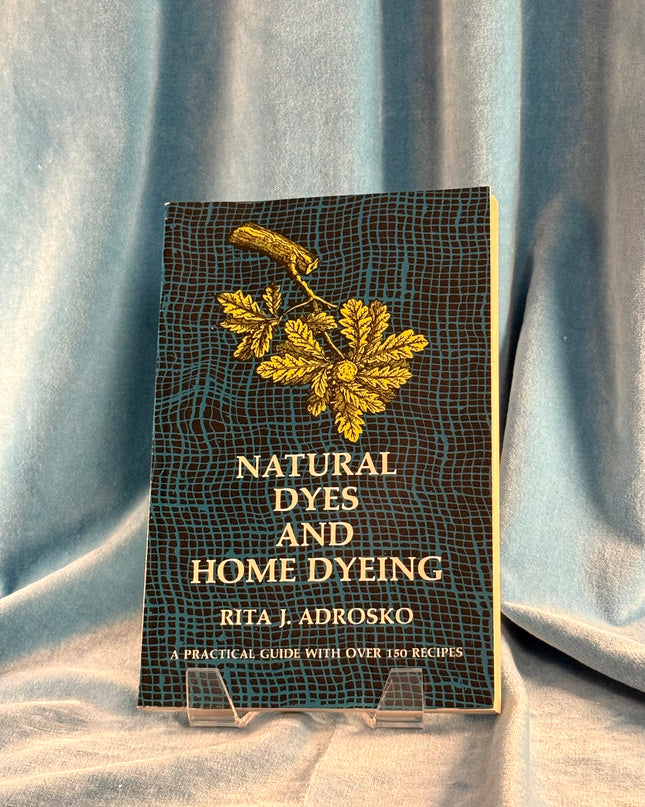 NATURAL
DYES
AND
HOME DYEING
RITA J. ADROSKO
A PRACTICAL GUIDE WITH OVER 150 RECIPES